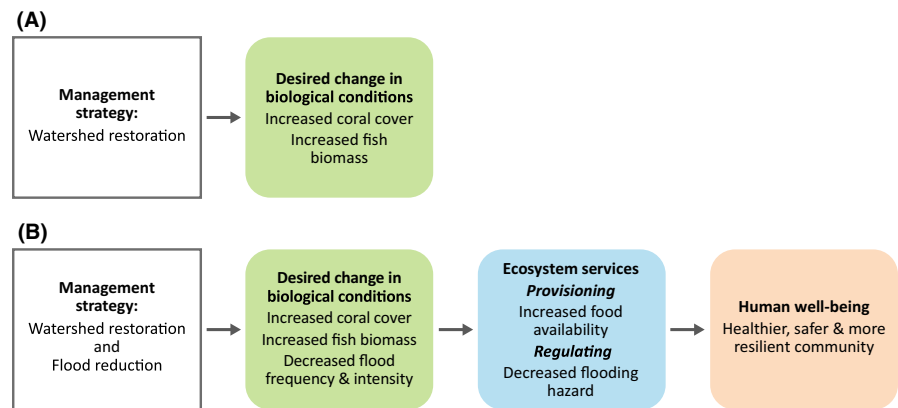 (A)
Management
strategy:
Watershed restoration
Desired change in
biological conditions
Increased coral cover
Increased fish
biomass
(B)
Management
strategy:
Watershed restoration
and
Flood reduction
Desired change in
biological conditions
Increased coral cover
Increased fish biomass
Decreased flood
frequency & intensity
Ecosystem services
Provisioning
Increased food
availability
Regulating
Decreased flooding
hazard
Human well-being
Healthier, safer & more
resilient community